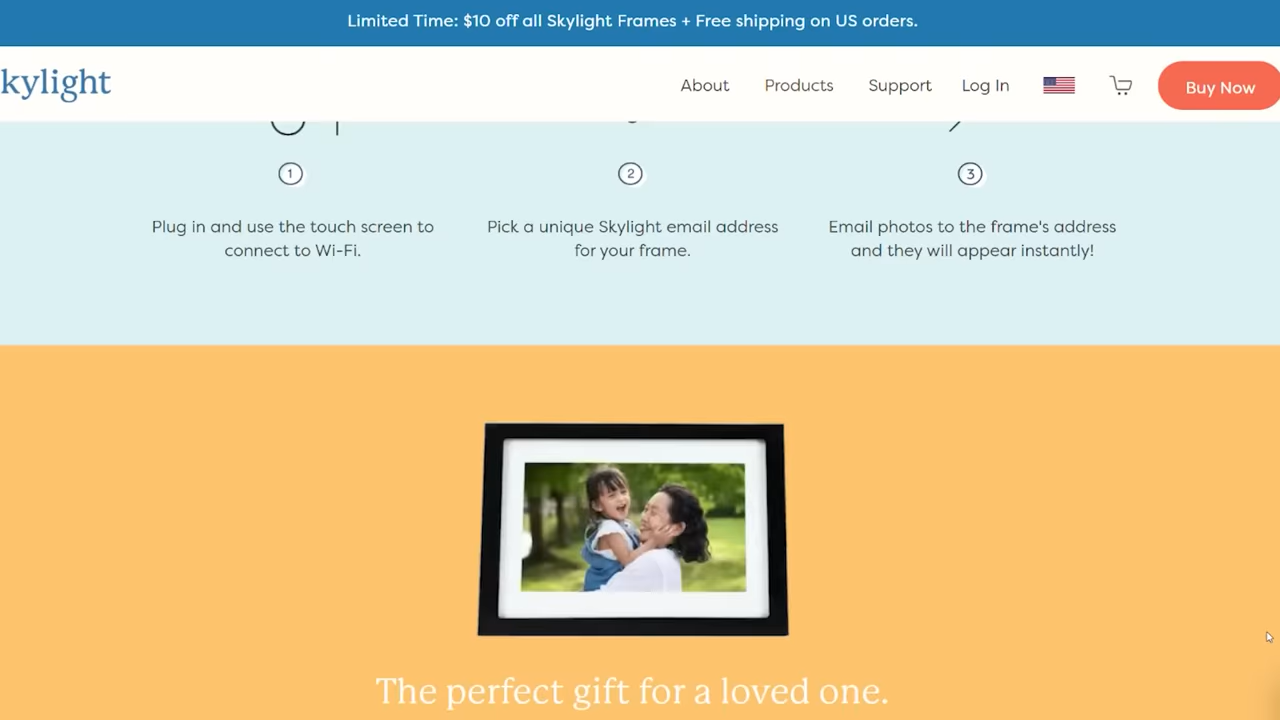 Limited Time: $10 off all Skylight Frames + Free shipping on US orders.
kylight
About
Products
Support
Log In
Buy Now
1
2
3
Plug in and use the touch screen to
connect to Wi-Fi.
Pick a unique Skylight email address
for your frame.
Email photos to the frame's address
and they will appear instantly!
The perfect gift for a loved one.